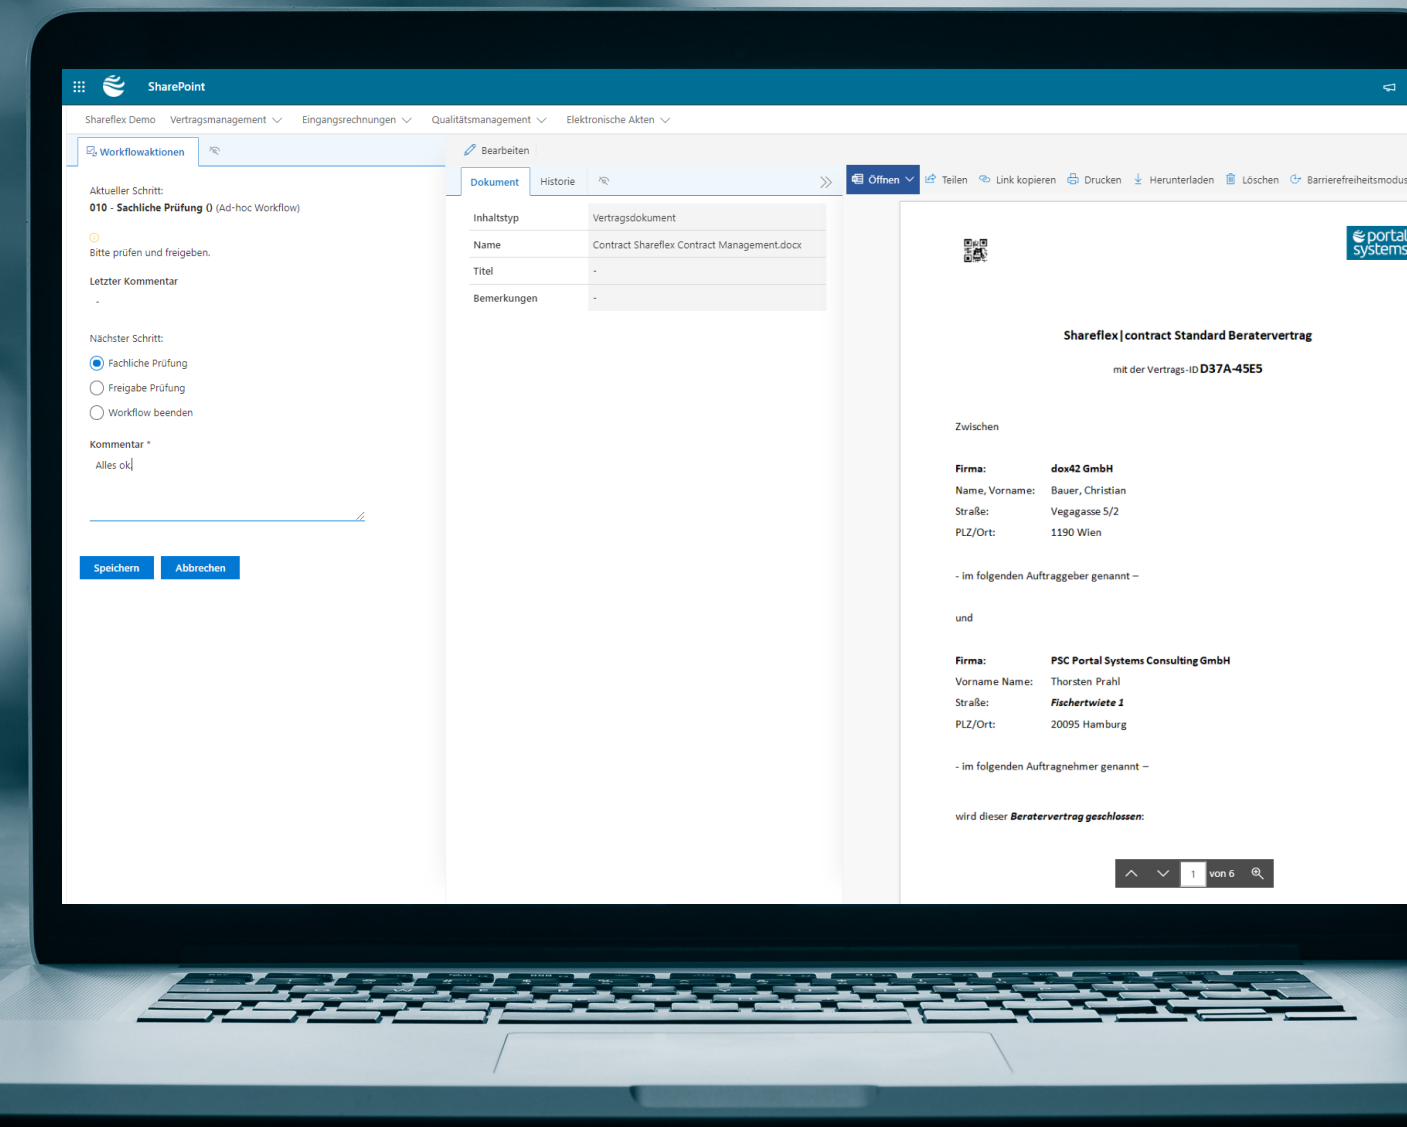 SharePoint
Shareflex Demo Vertragsmanagement Eingangsrechnungen Qualitätsmanagement Elektronische Akten
Workflowaktionen
Aktueller Schritt:
010 - Sachliche Prüfung () (Ad-hoc Workflow)
Bitte prüfen und freigeben.
Letzter Kommentar
-
Nächster Schritt:
Fachliche Prüfung
Freigabe Prüfung
Workflow beenden
Kommentar *
Alles ok.
Speichern Abbrechen
Bearbeiten
Dokument Historie
Inhaltstyp Vertragsdokument
Name Contract Shareflex Contract Management.docx
Titel -
Bemerkungen -
Öffnen Teilen Link kopieren Drucken Herunterladen Löschen Barrierefreiheitsmodus
portal
systems
Shareflex|contract Standard Beratervertrag
mit der Vertrags-ID D37A-45E5
Zwischen
Firma: dox42 GmbH
Name, Vorname: Bauer, Christian
Straße: Vegagasse 5/2
PLZ/Ort: 1190 Wien
- im folgenden Auftraggeber genannt –
und
Firma: PSC Portal Systems Consulting GmbH
Vorname Name: Thorsten Prahl
Straße: Fischertwiete 1
PLZ/Ort: 20095 Hamburg
- im folgenden Auftragnehmer genannt –
wird dieser Beratervertrag geschlossen:
1 von 6